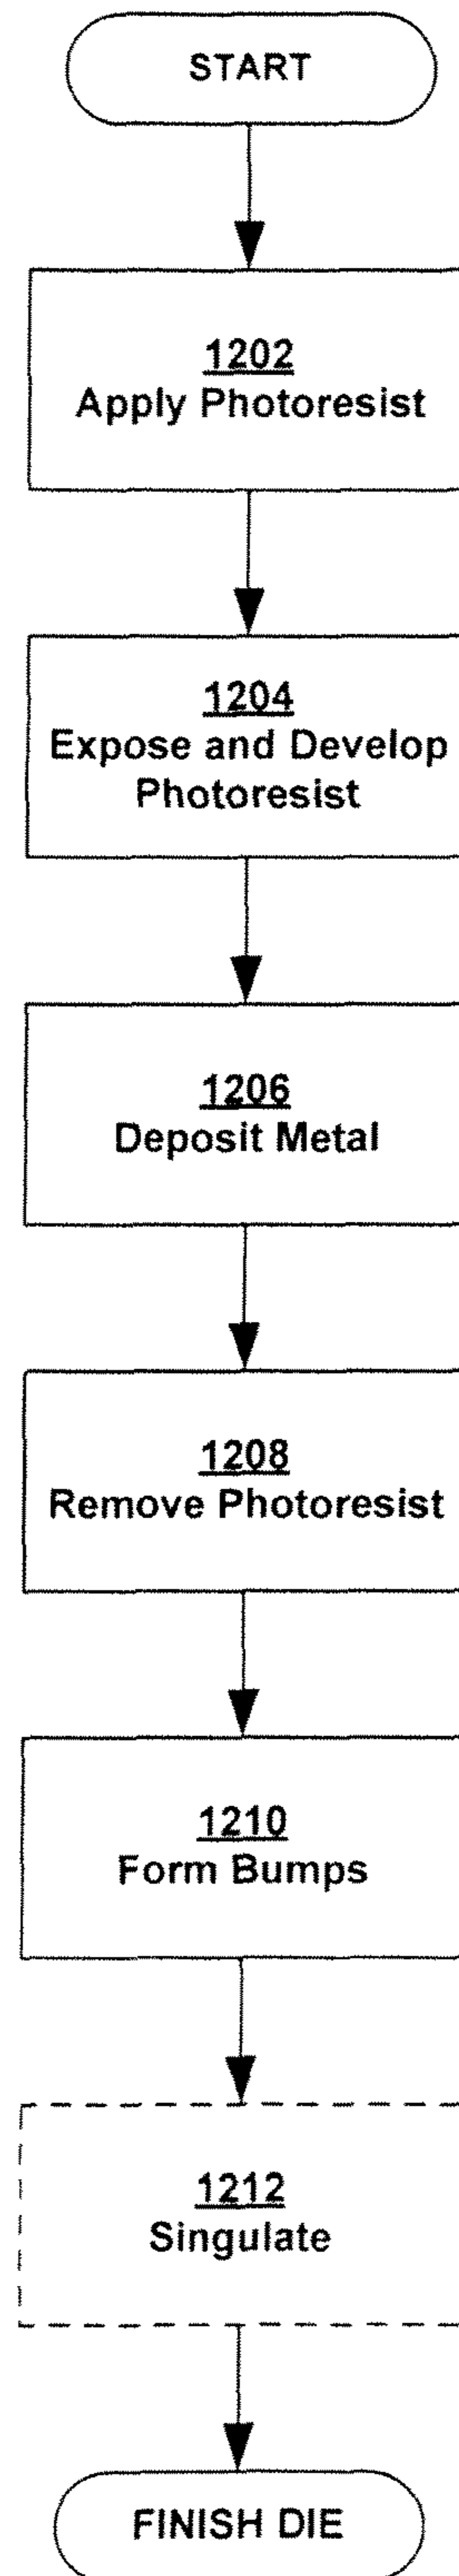 START
1202
Apply Photoresist
1204
Expose and Develop
Photoresist
1206
Deposit Metal
1208
Remove Photoresist
1210
Form Bumps
1212
Singulate
FINISH DIE